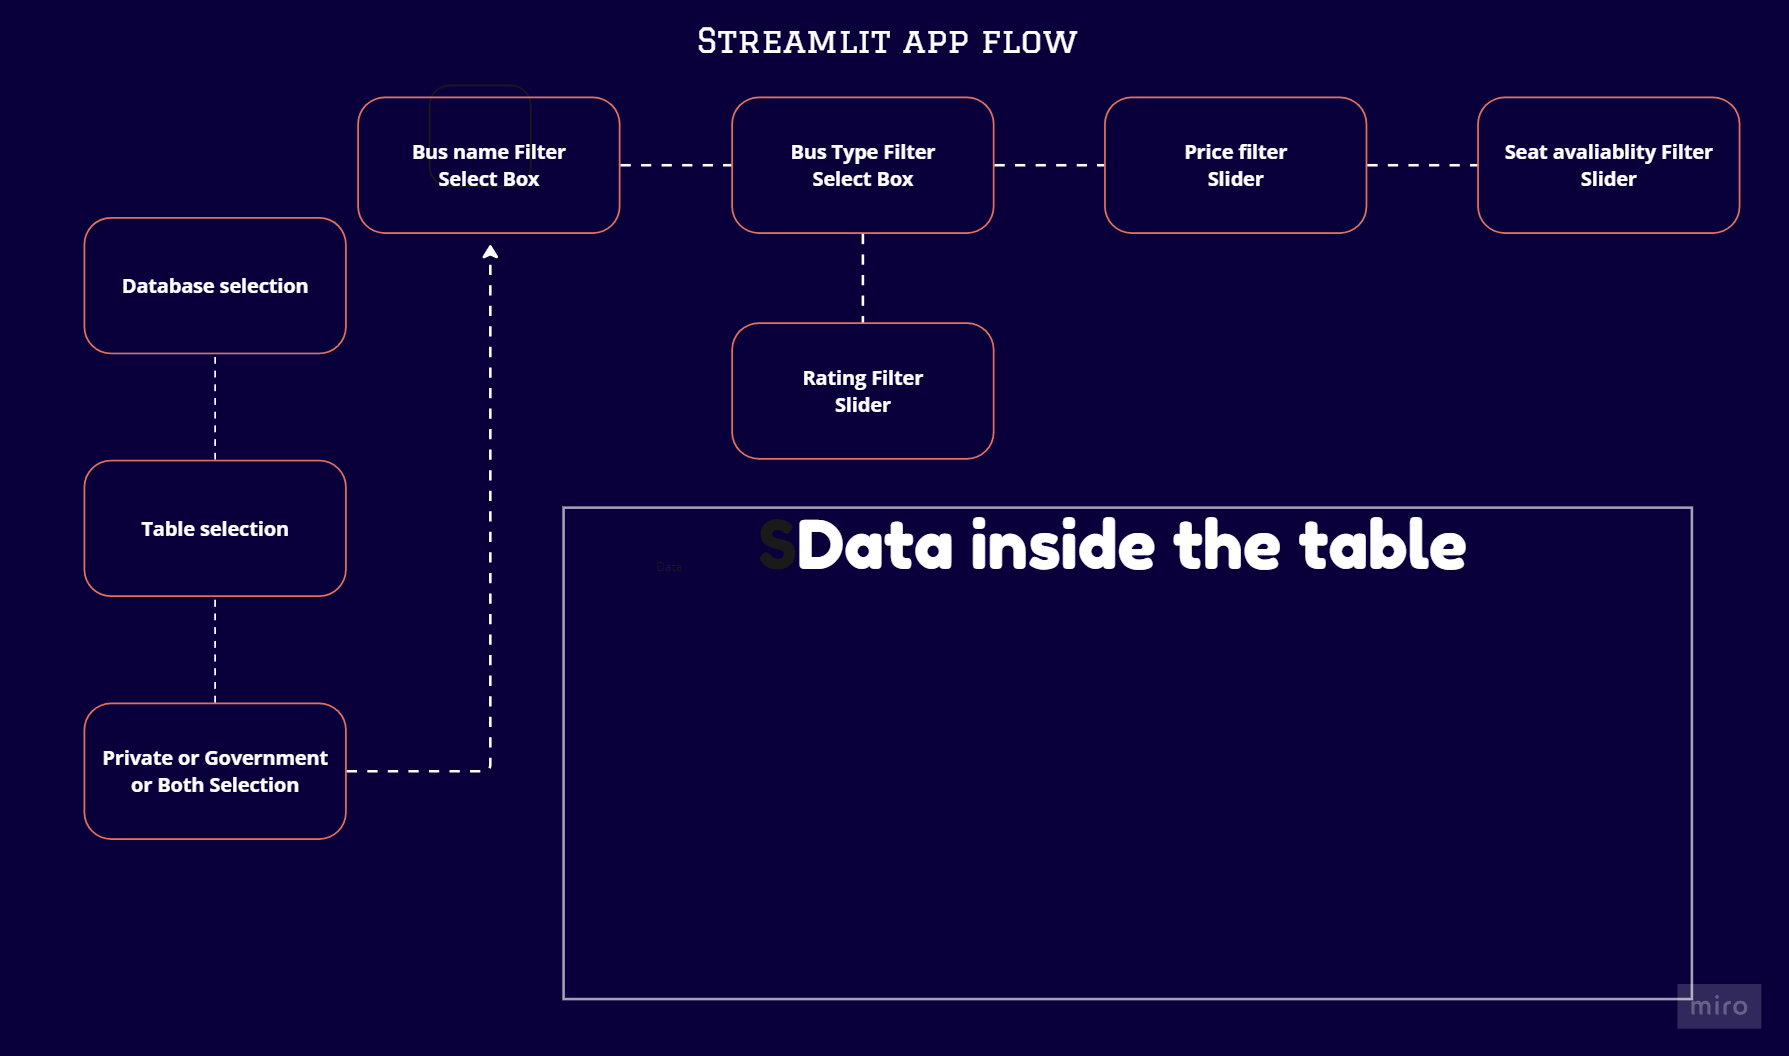 STREAMLIT APP FLOW
Bus name Filter
Select Box
Bus Type Filter
Select Box
Price filter
Slider
Seat avaliablity Filter
Slider
Database selection
Rating Filter
Slider
Table selection
SData inside the table
Data
Private or Government
or Both Selection
miro